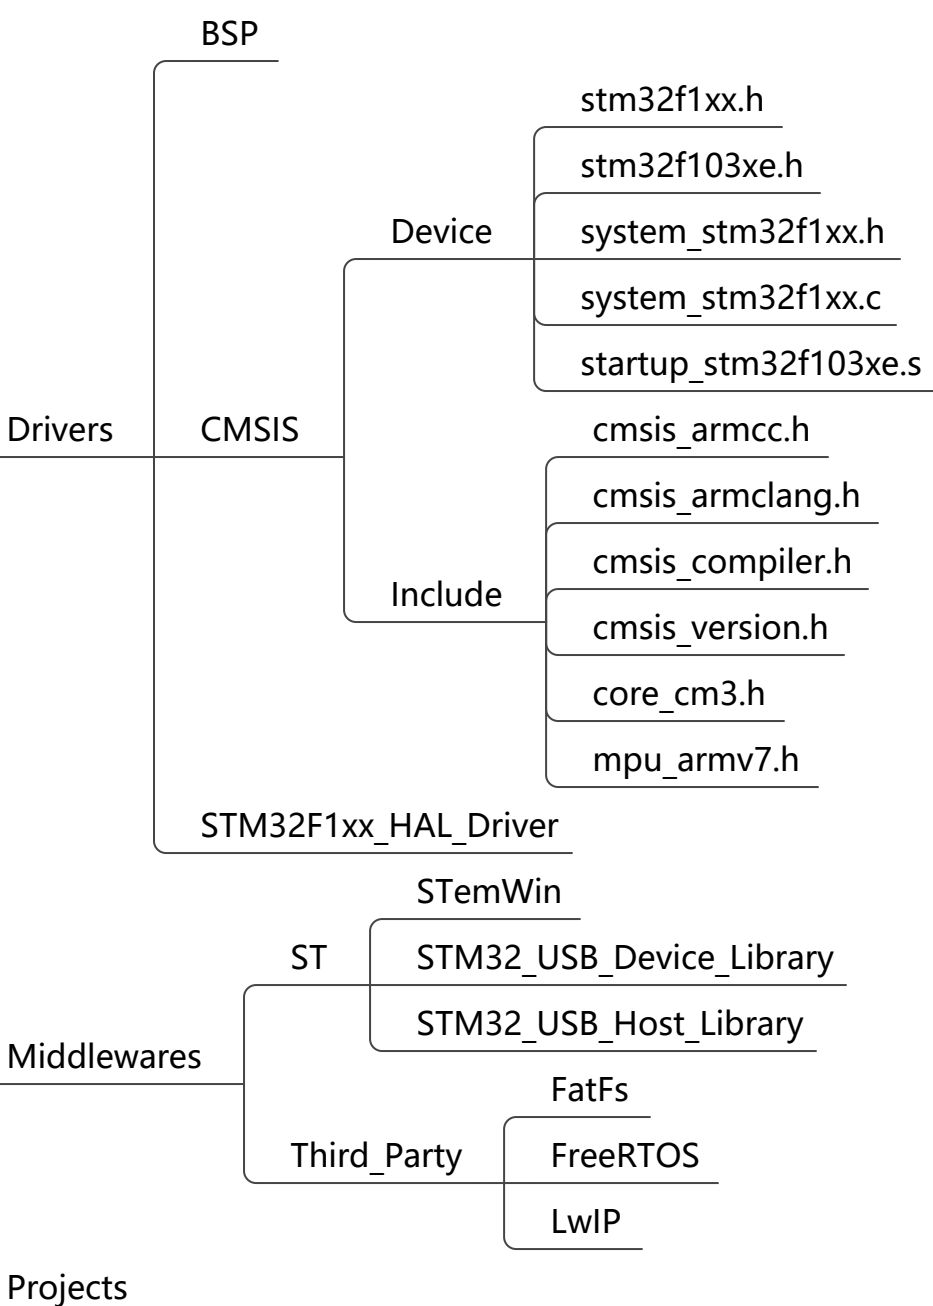 BSP
stm32f1xx.h
stm32f103xe.h
Device
system_stm32f1xx.h
system_stm32f1xx.c
startup_stm32f103xe.s
Drivers
CMSIS
cmsis_armcc.h
cmsis_armclang.h
cmsis_compiler.h
Include
cmsis_version.h
core_cm3.h
mpu_armv7.h
STM32F1xx_HAL_Driver
STemWin
ST
STM32_USB_Device_Library
STM32_USB_Host_Library
Middlewares
FatFs
Third_Party
FreeRTOS
LwIP
Projects